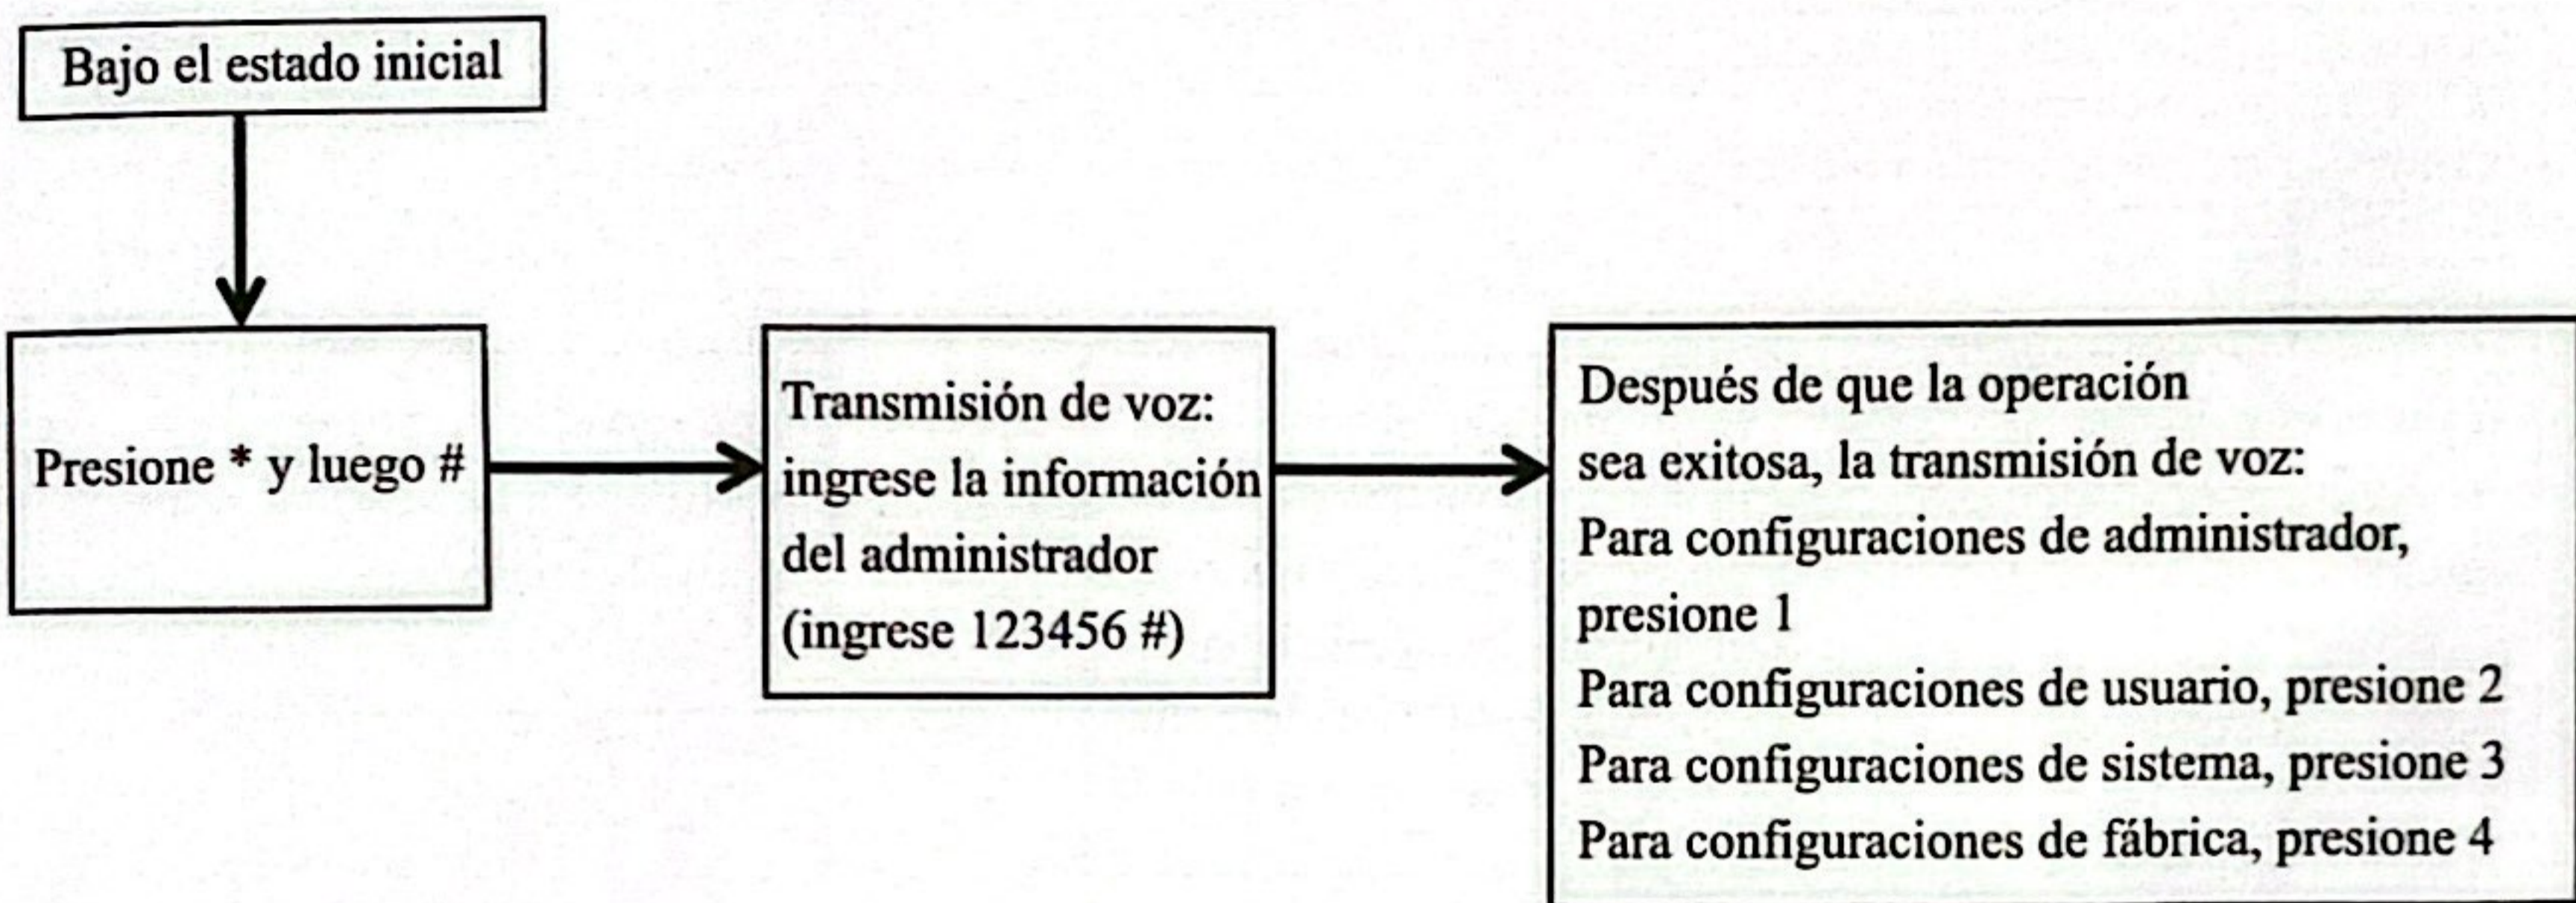 Bajo el estado inicial
Presione * y luego #
Transmisión de voz:
ingrese la información
del administrador
(ingrese 123456 #)
Después de que la operación
sea exitosa, la transmisión de voz:
Para configuraciones de administrador,
presione 1
Para configuraciones de usuario, presione 2
Para configuraciones de sistema, presione 3
Para configuraciones de fábrica, presione 4